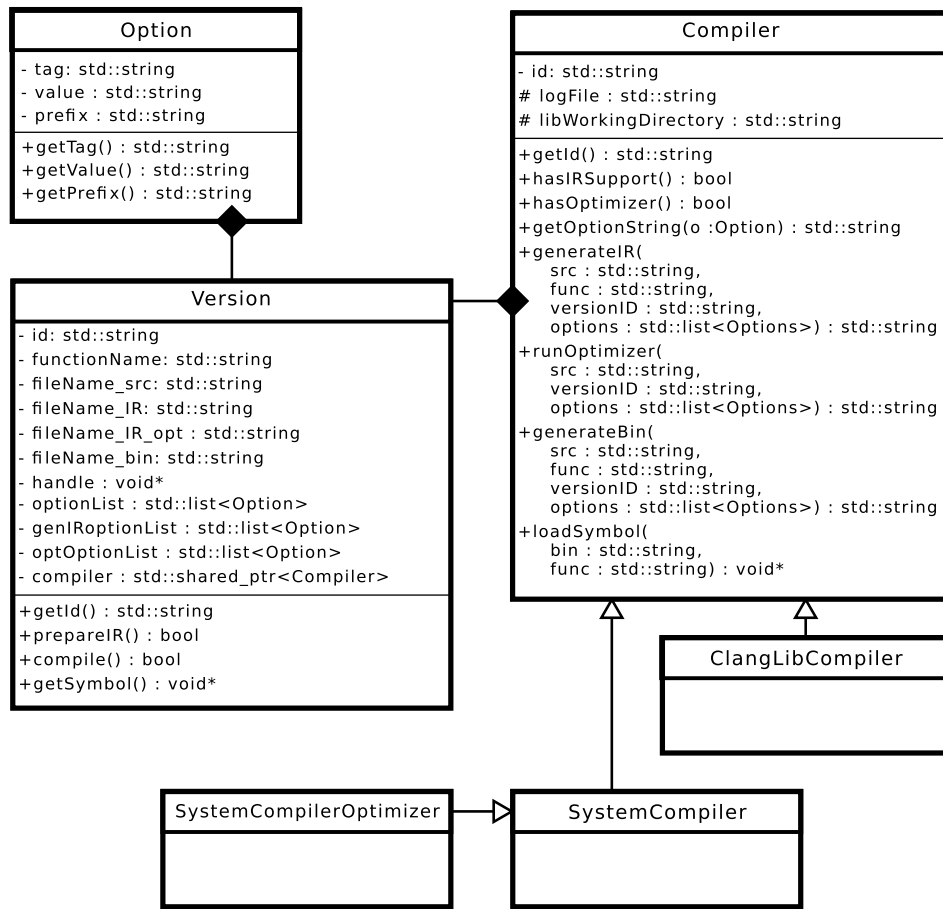 Option
- tag: std::string
- value : std::string
- prefix : std::string
+getTag() : std::string
+getValue() : std::string
+getPrefix() : std::string
Compiler
- id: std::string
# logFile : std::string
# libWorkingDirectory : std::string
+getId() : std::string
+hasIRSupport() : bool
+hasOptimizer() : bool
+getOptionString(o :Option) : std::string
+generateIR(
src : std::string,
func : std::string,
versionID : std::string,
options : std::list<Options>) : std::string
+runOptimizer(
src : std::string,
versionID : std::string,
options : std::list<Options>) : std::string
+generateBin(
src : std::string,
func : std::string,
versionID : std::string,
options : std::list<Options>) : std::string
+loadSymbol(
bin : std::string,
func : std::string) : void*
Version
- id: std::string
- functionName: std::string
- fileName_src: std::string
- fileName_IR: std::string
- fileName_IR_opt : std::string
- fileName_bin: std::string
- handle : void*
- optionList : std::list<Option>
- genIRoptionList : std::list<Option>
- optOptionList : std::list<Option>
- compiler : std::shared_ptr<Compiler>
+getId() : std::string
+prepareIR() : bool
+compile() : bool
+getSymbol() : void*
ClangLibCompiler
SystemCompilerOptimizer
SystemCompiler